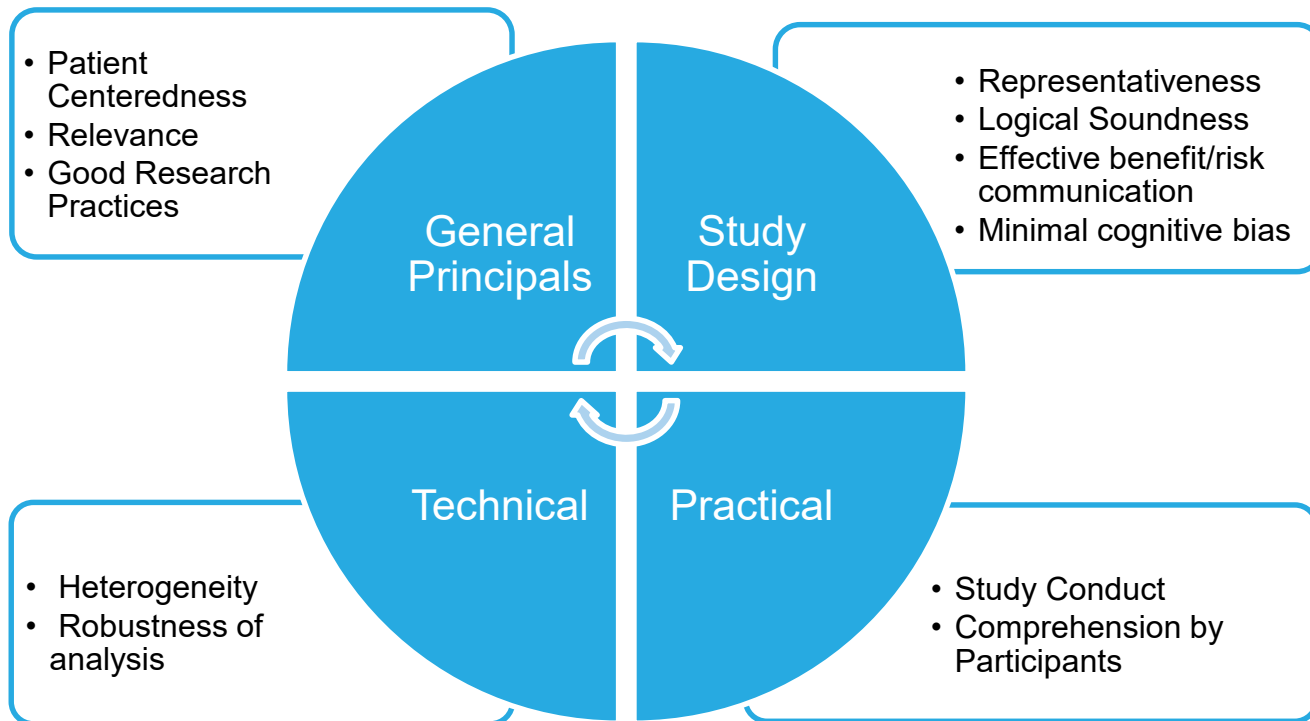 • Patient
Centeredness
• Relevance
• Good Research
Practices
General
Principals
• Representativeness
• Logical Soundness
• Effective benefit/risk
communication
• Minimal cognitive bias
Study
Design
Technical
• Heterogeneity
• Robustness of
analysis
Practical
• Study Conduct
• Comprehension by
Participants